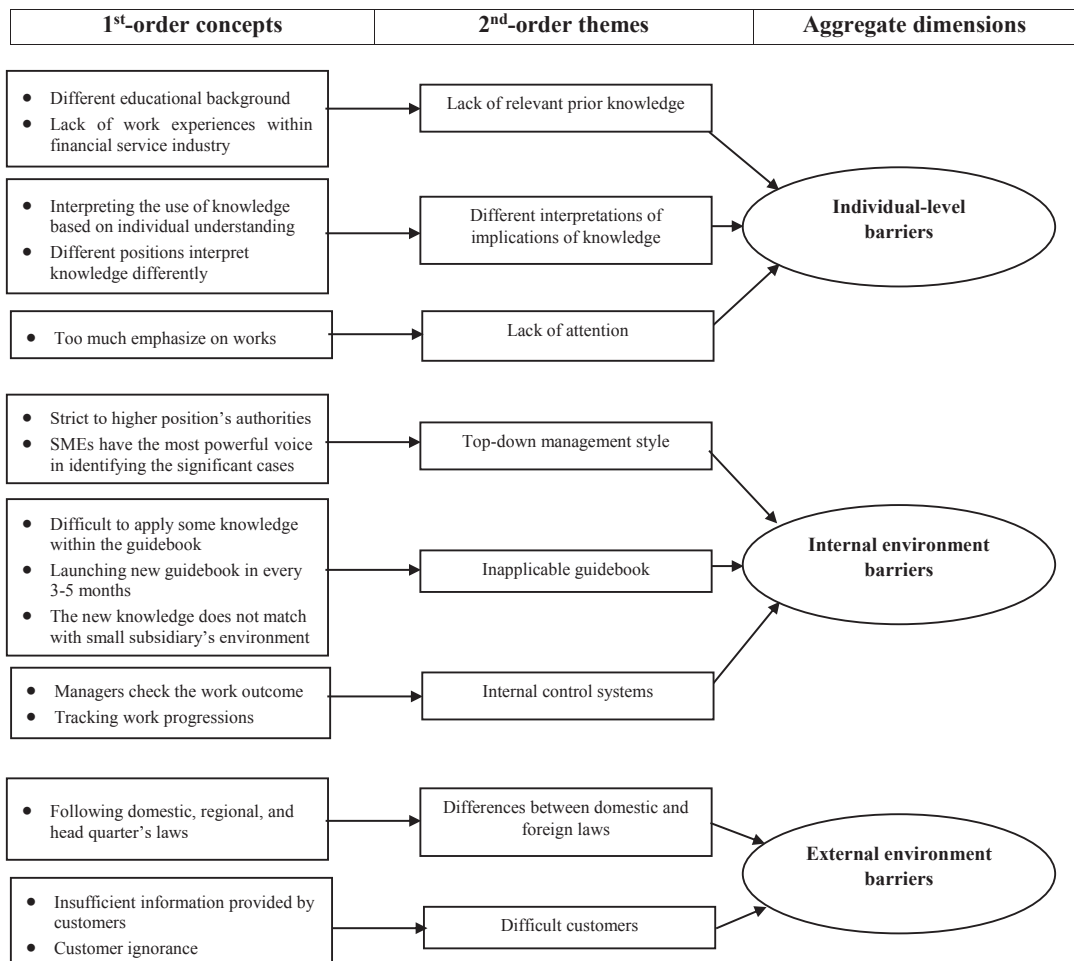 1st-order concepts
2nd-order themes
Aggregate dimensions
• Different educational background
• Lack of work experiences within
financial service industry
Lack of relevant prior knowledge
• Interpreting the use of knowledge
based on individual understanding
• Different positions interpret
knowledge differently
Different interpretations of
implications of knowledge
• Too much emphasize on works
Lack of attention
Individual-level
barriers
• Strict to higher position’s authorities
• SMEs have the most powerful voice
in identifying the significant cases
Top-down management style
• Difficult to apply some knowledge
within the guidebook
• Launching new guidebook in every
3-5 months
• The new knowledge does not match
with small subsidiary’s environment
Inapplicable guidebook
• Managers check the work outcome
• Tracking work progressions
Internal control systems
Internal environment
barriers
• Following domestic, regional, and
head quarter’s laws
Differences between domestic and
foreign laws
• Insufficient information provided by
customers
• Customer ignorance
Difficult customers
External environment
barriers